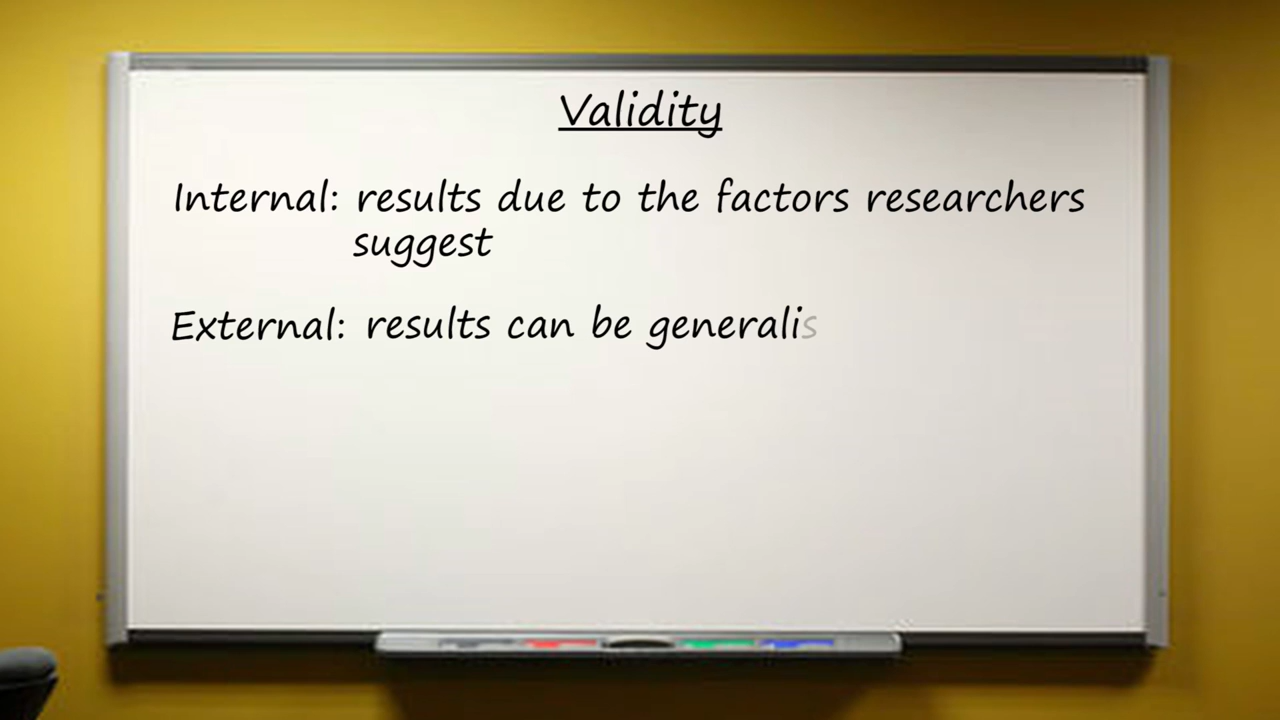 Validity
Internal: results due to the factors researchers
suggest
External: results can be generalis